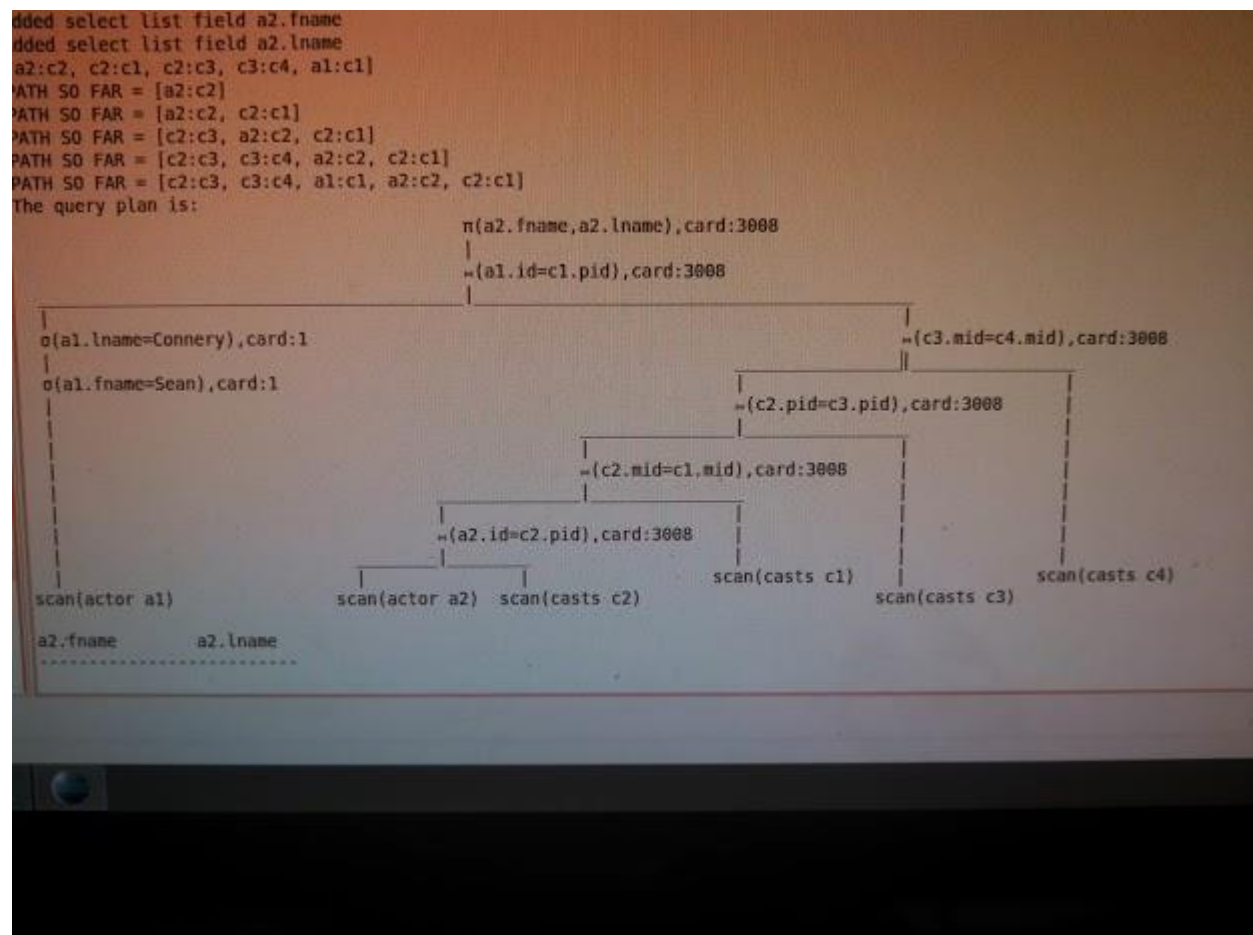 dded select list field a2.fname
dded select list field a2.lname
a2:c2, c2:c1, c2:c3, c3:c4, a1:c1]
PATH SO FAR = [a2:c2]
PATH SO FAR = [a2:c2, c2:c1]
PATH SO FAR = [c2:c3, a2:c2, c2:c1]
PATH SO FAR = [c2:c3, c3:c4, a2:c2, c2:c1]
PATH SO FAR = [c2:c3, c3:c4, a1:c1, a2:c2, c2:c1]
The query plan is:
π(a2.fname,a2.lname),card:3008
⋈(a1.id=c1.pid),card:3008
σ(a1.lname=Connery),card:1 ⋈(c3.mid=c4.mid),card:3008
σ(a1.fname=Sean),card:1
⋈(c2.pid=c3.pid),card:3008
⋈(c2.mid=c1.mid),card:3008
⋈(a2.id=c2.pid),card:3008
scan(casts c1) scan(casts c4)
scan(actor a1) scan(actor a2) scan(casts c2) scan(casts c3)
a2.fname a2.lname
--------------------------